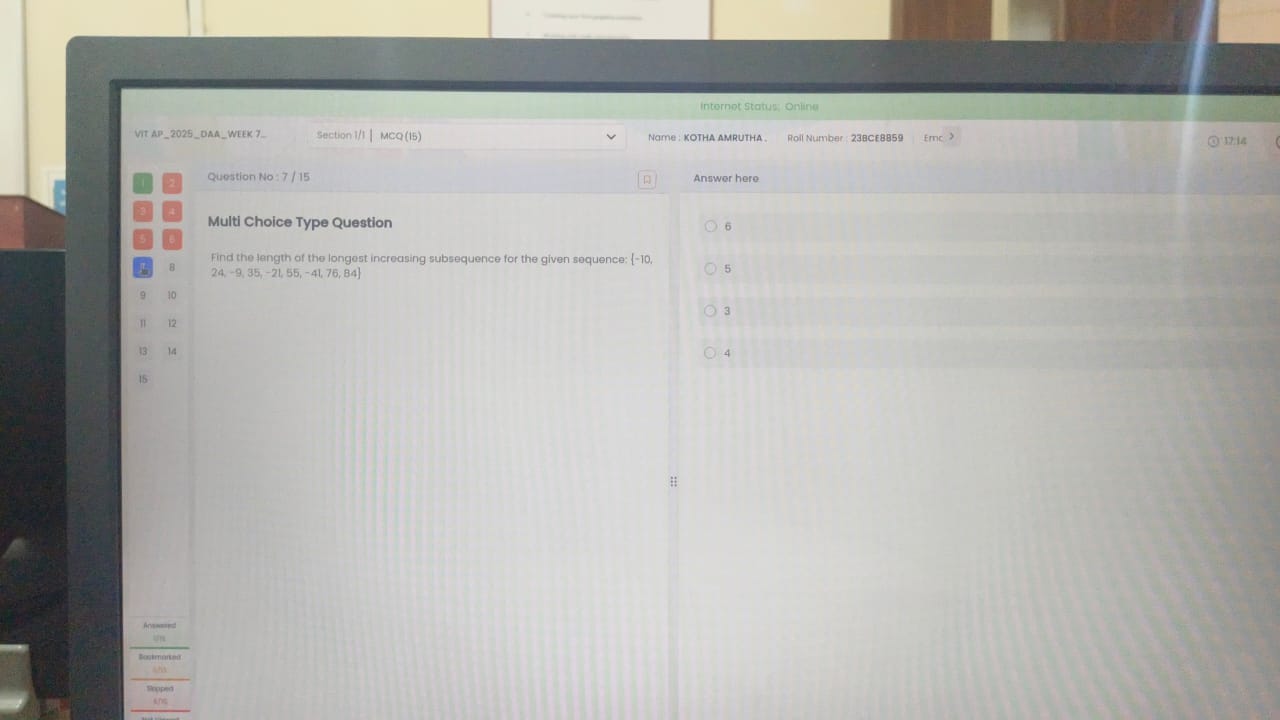 Internet Status: Online
VIT AP_2025_DAA_WEEK 7...
Section 1/1 | MCQ(15)
Name : KOTHA AMRUTHA .
Roll Number : 23BCE8859
17:14
Question No : 7 / 15
Answer here
1 2
3 4
5 6
7 8
9 10
11 12
13 14
15
Multi Choice Type Question
Find the length of the longest increasing subsequence for the given sequence: {-10,
24, -9, 35, -21, 55, -41, 76, 84}
6
5
3
4
Answered
Bookmarked
Skipped